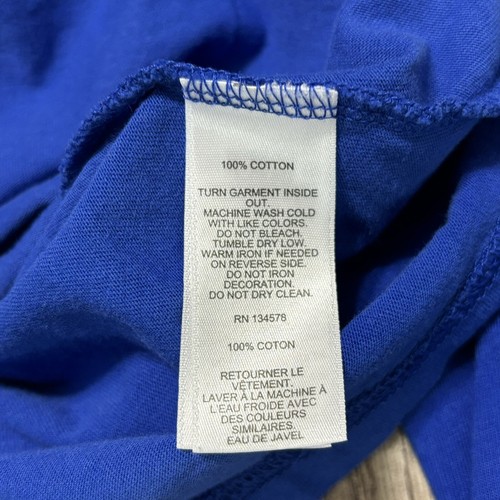 100% COTTON
TURN GARMENT INSIDE
OUT.
MACHINE WASH COLD
WITH LIKE COLORS.
DO NOT BLEACH.
TUMBLE DRY LOW.
WARM IRON IF NEEDED
ON REVERSE SIDE.
DO NOT IRON
DECORATION.
DO NOT DRY CLEAN.
RN 134578
100% COTON
RETOURNER LE
VÊTEMENT.
LAVER À LA MACHINE À
L'EAU FROIDE AVEC
DES COULEURS
SIMILAIRES.
EAU DE JAVEL